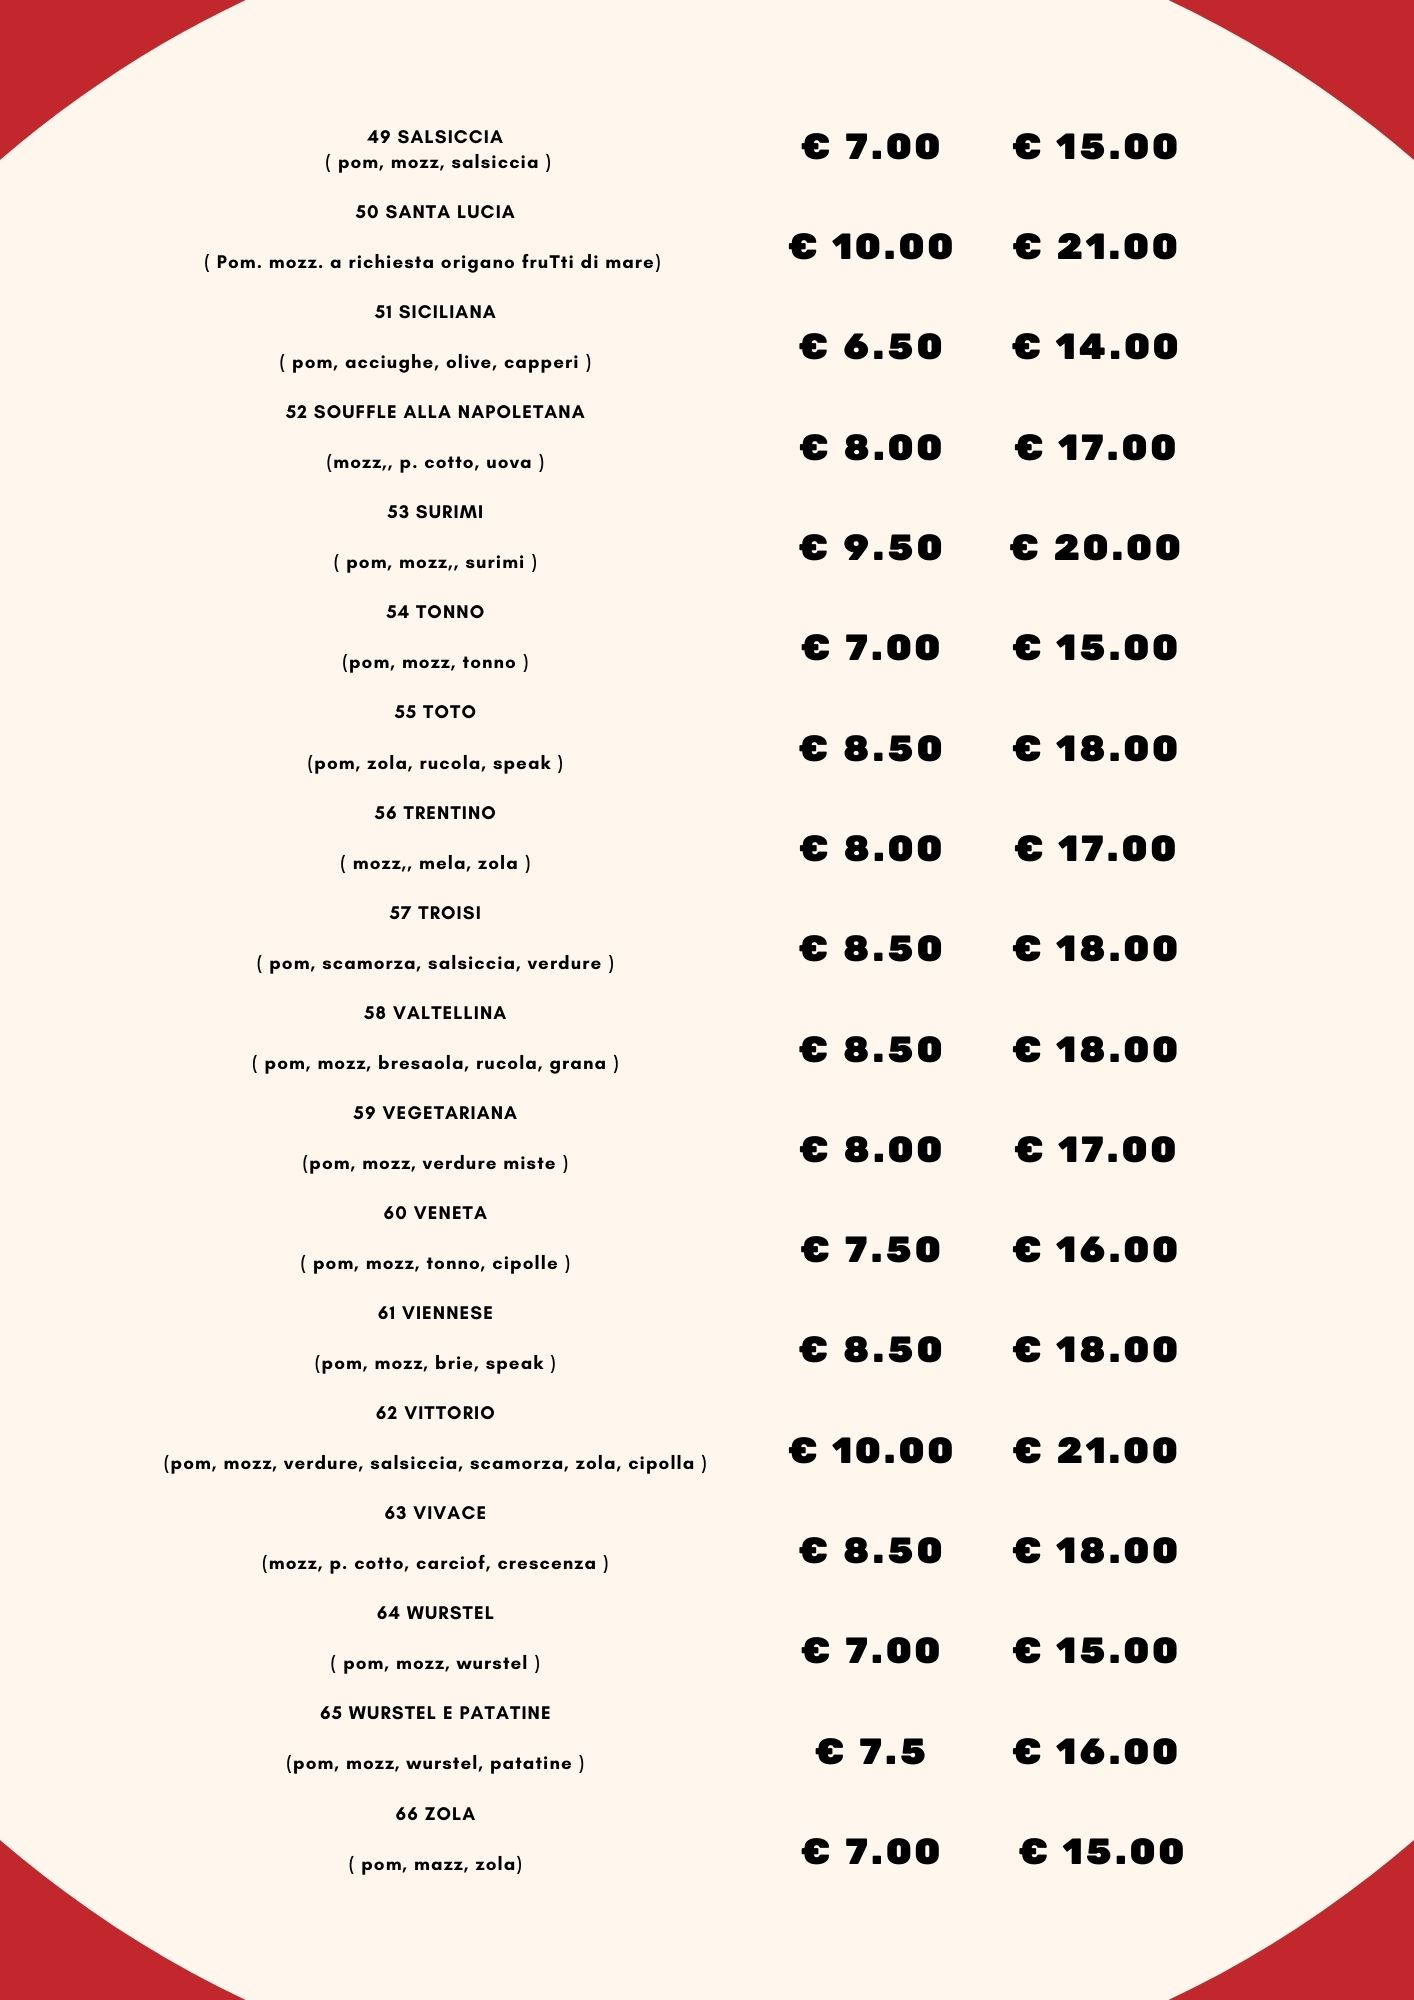 49 SALSICCIA
( pom, mozz, salsiccia )
€ 7.00 € 15.00
50 SANTA LUCIA
( Pom. mozz. a richiesta origano fruTti di mare)
€ 10.00 € 21.00
51 SICILIANA
( pom, acciughe, olive, capperi )
€ 6.50 € 14.00
52 SOUFFLE ALLA NAPOLETANA
(mozz,, p. cotto, uova )
€ 8.00 € 17.00
53 SURIMI
( pom, mozz,, surimi )
€ 9.50 € 20.00
54 TONNO
(pom, mozz, tonno )
€ 7.00 € 15.00
55 TOTO
(pom, zola, rucola, speak )
€ 8.50 € 18.00
56 TRENTINO
( mozz,, mela, zola )
€ 8.00 € 17.00
57 TROISI
( pom, scamorza, salsiccia, verdure )
€ 8.50 € 18.00
58 VALTELLINA
( pom, mozz, bresaola, rucola, grana )
€ 8.50 € 18.00
59 VEGETARIANA
(pom, mozz, verdure miste )
€ 8.00 € 17.00
60 VENETA
( pom, mozz, tonno, cipolle )
€ 7.50 € 16.00
61 VIENNESE
(pom, mozz, brie, speak )
€ 8.50 € 18.00
62 VITTORIO
(pom, mozz, verdure, salsiccia, scamorza, zola, cipolla )
€ 10.00 € 21.00
63 VIVACE
(mozz, p. cotto, carciof, crescenza )
€ 8.50 € 18.00
64 WURSTEL
( pom, mozz, wurstel )
€ 7.00 € 15.00
65 WURSTEL E PATATINE
(pom, mozz, wurstel, patatine )
€ 7.5 € 16.00
66 ZOLA
( pom, mazz, zola)
€ 7.00 € 15.00